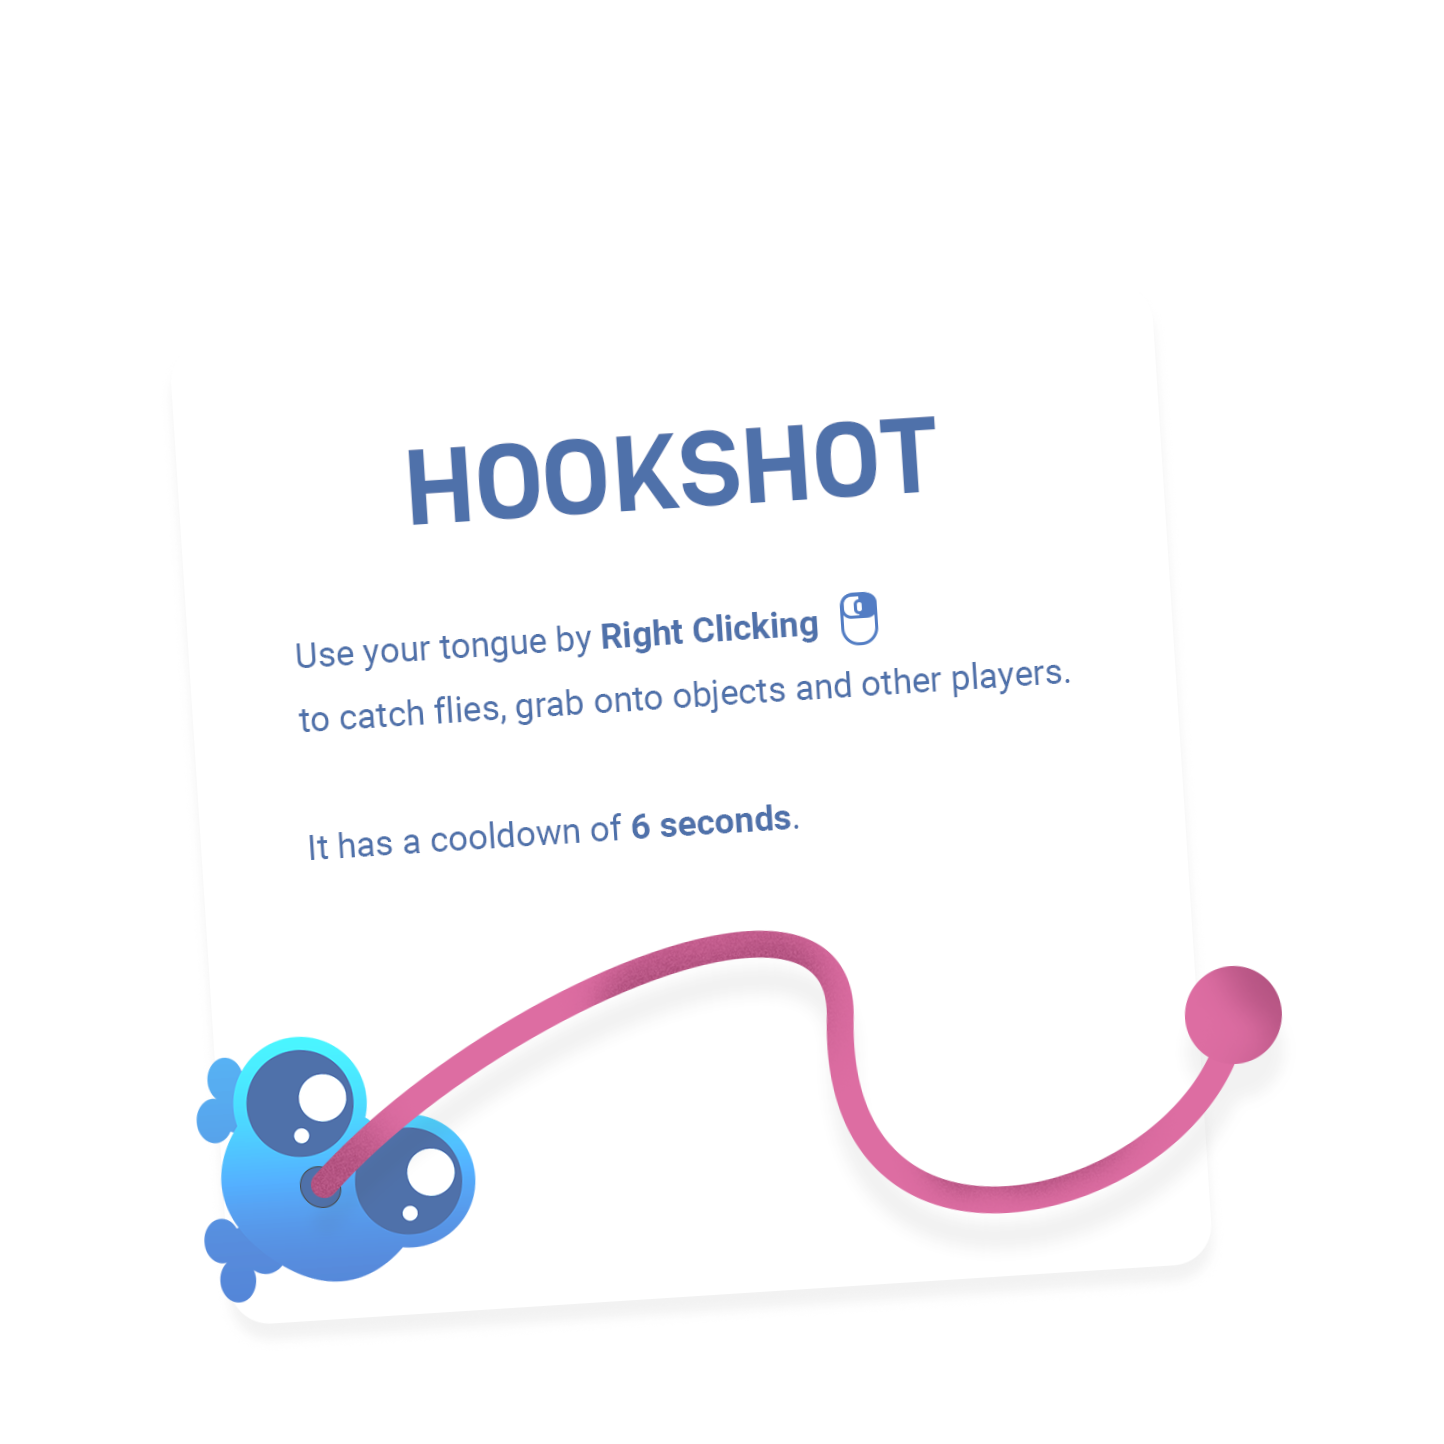 HOOKSHOT
Use your tongue by Right Clicking
to catch flies, grab onto objects and other players.
It has a cooldown of 6 seconds.